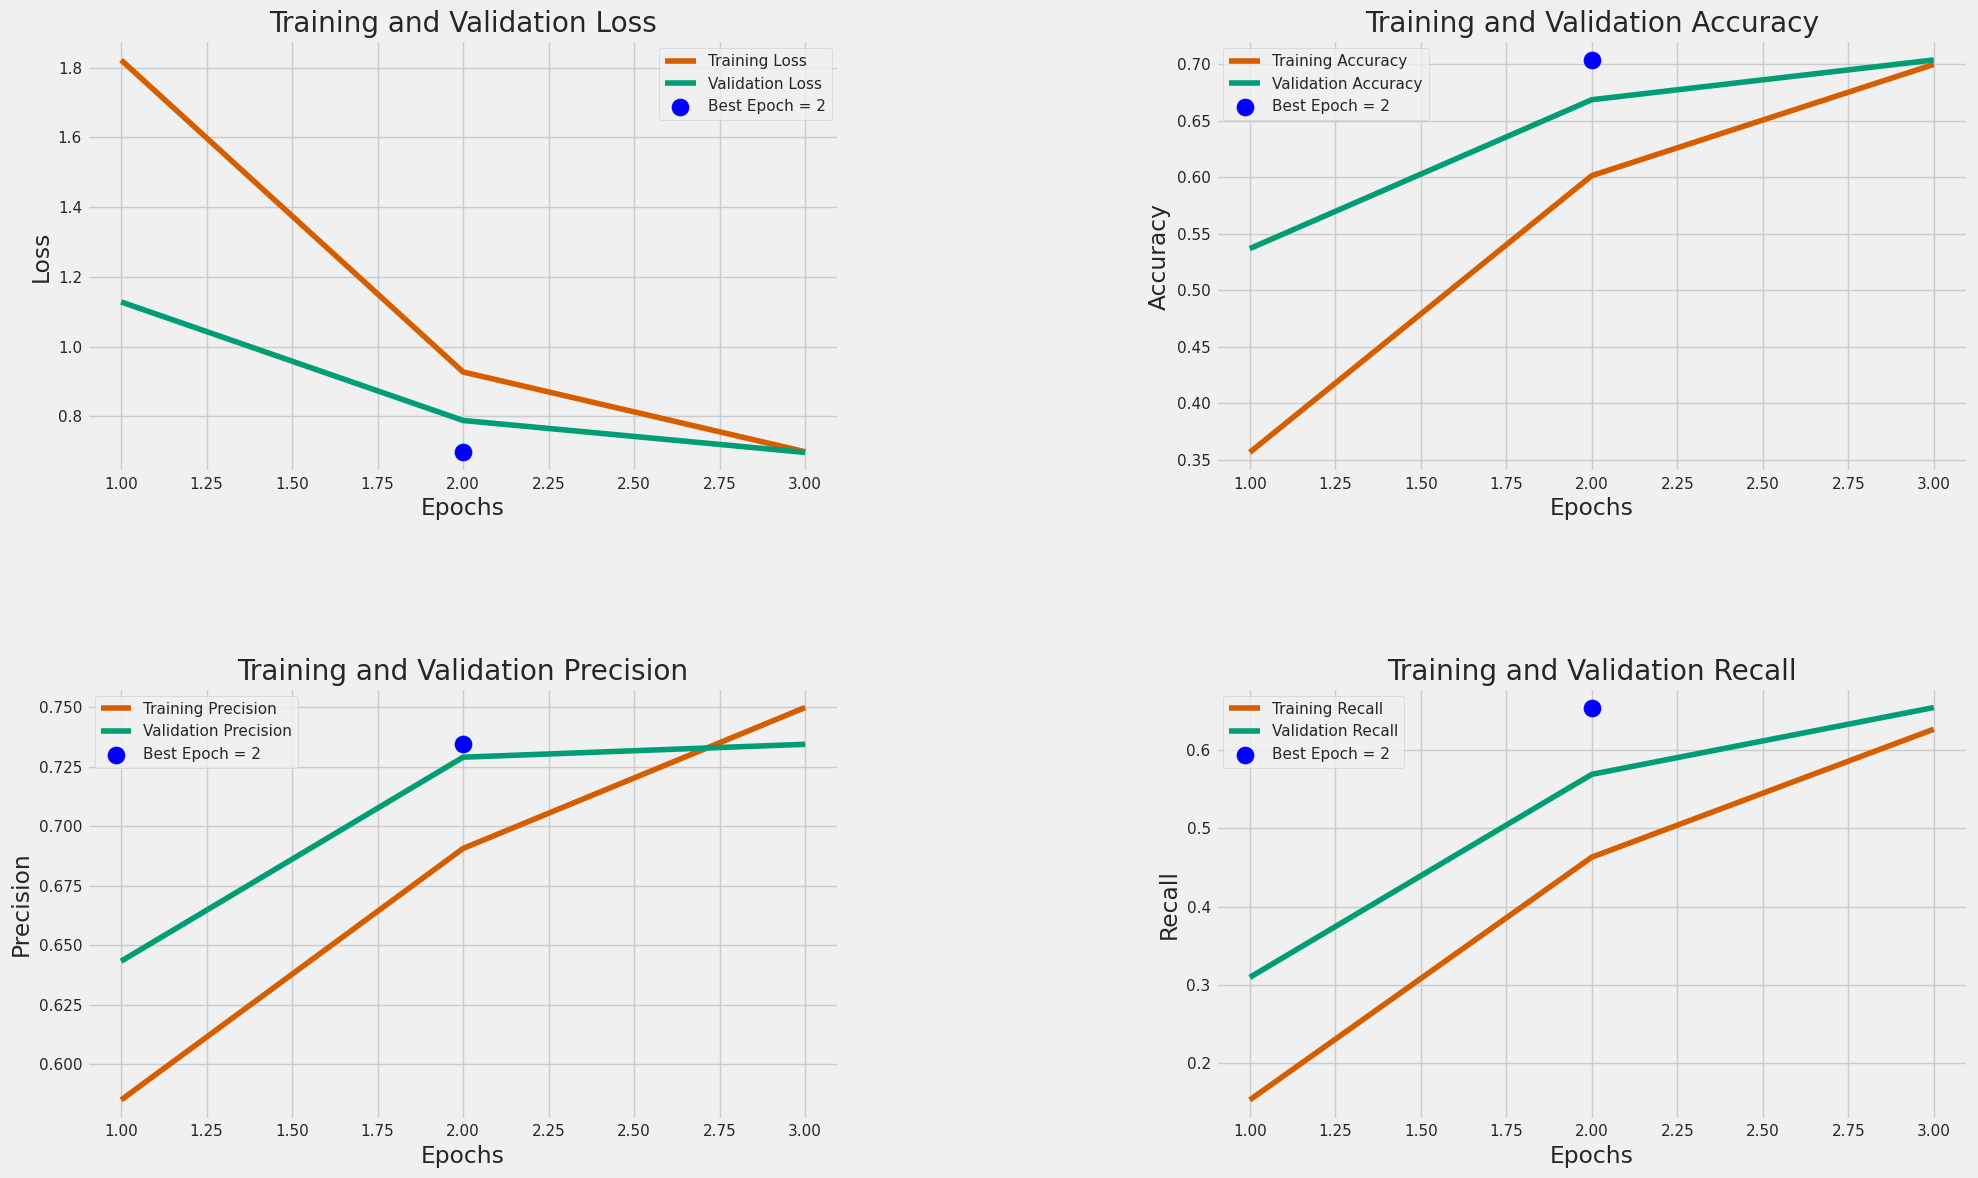 Training and Validation Loss
Training Loss
Validation Loss
Best Epoch = 2
Loss
1.8
1.6
1.4
1.2
1.0
0.8
1.00 1.25 1.50 1.75 2.00 2.25 2.50 2.75 3.00
Epochs
Training and Validation Accuracy
Training Accuracy
Validation Accuracy
Best Epoch = 2
Accuracy
0.70
0.65
0.60
0.55
0.50
0.45
0.40
0.35
1.00 1.25 1.50 1.75 2.00 2.25 2.50 2.75 3.00
Epochs
Training and Validation Precision
Training Precision
Validation Precision
Best Epoch = 2
Precision
0.750
0.725
0.700
0.675
0.650
0.625
0.600
1.00 1.25 1.50 1.75 2.00 2.25 2.50 2.75 3.00
Epochs
Training and Validation Recall
Training Recall
Validation Recall
Best Epoch = 2
Recall
0.6
0.5
0.4
0.3
0.2
1.00 1.25 1.50 1.75 2.00 2.25 2.50 2.75 3.00
Epochs